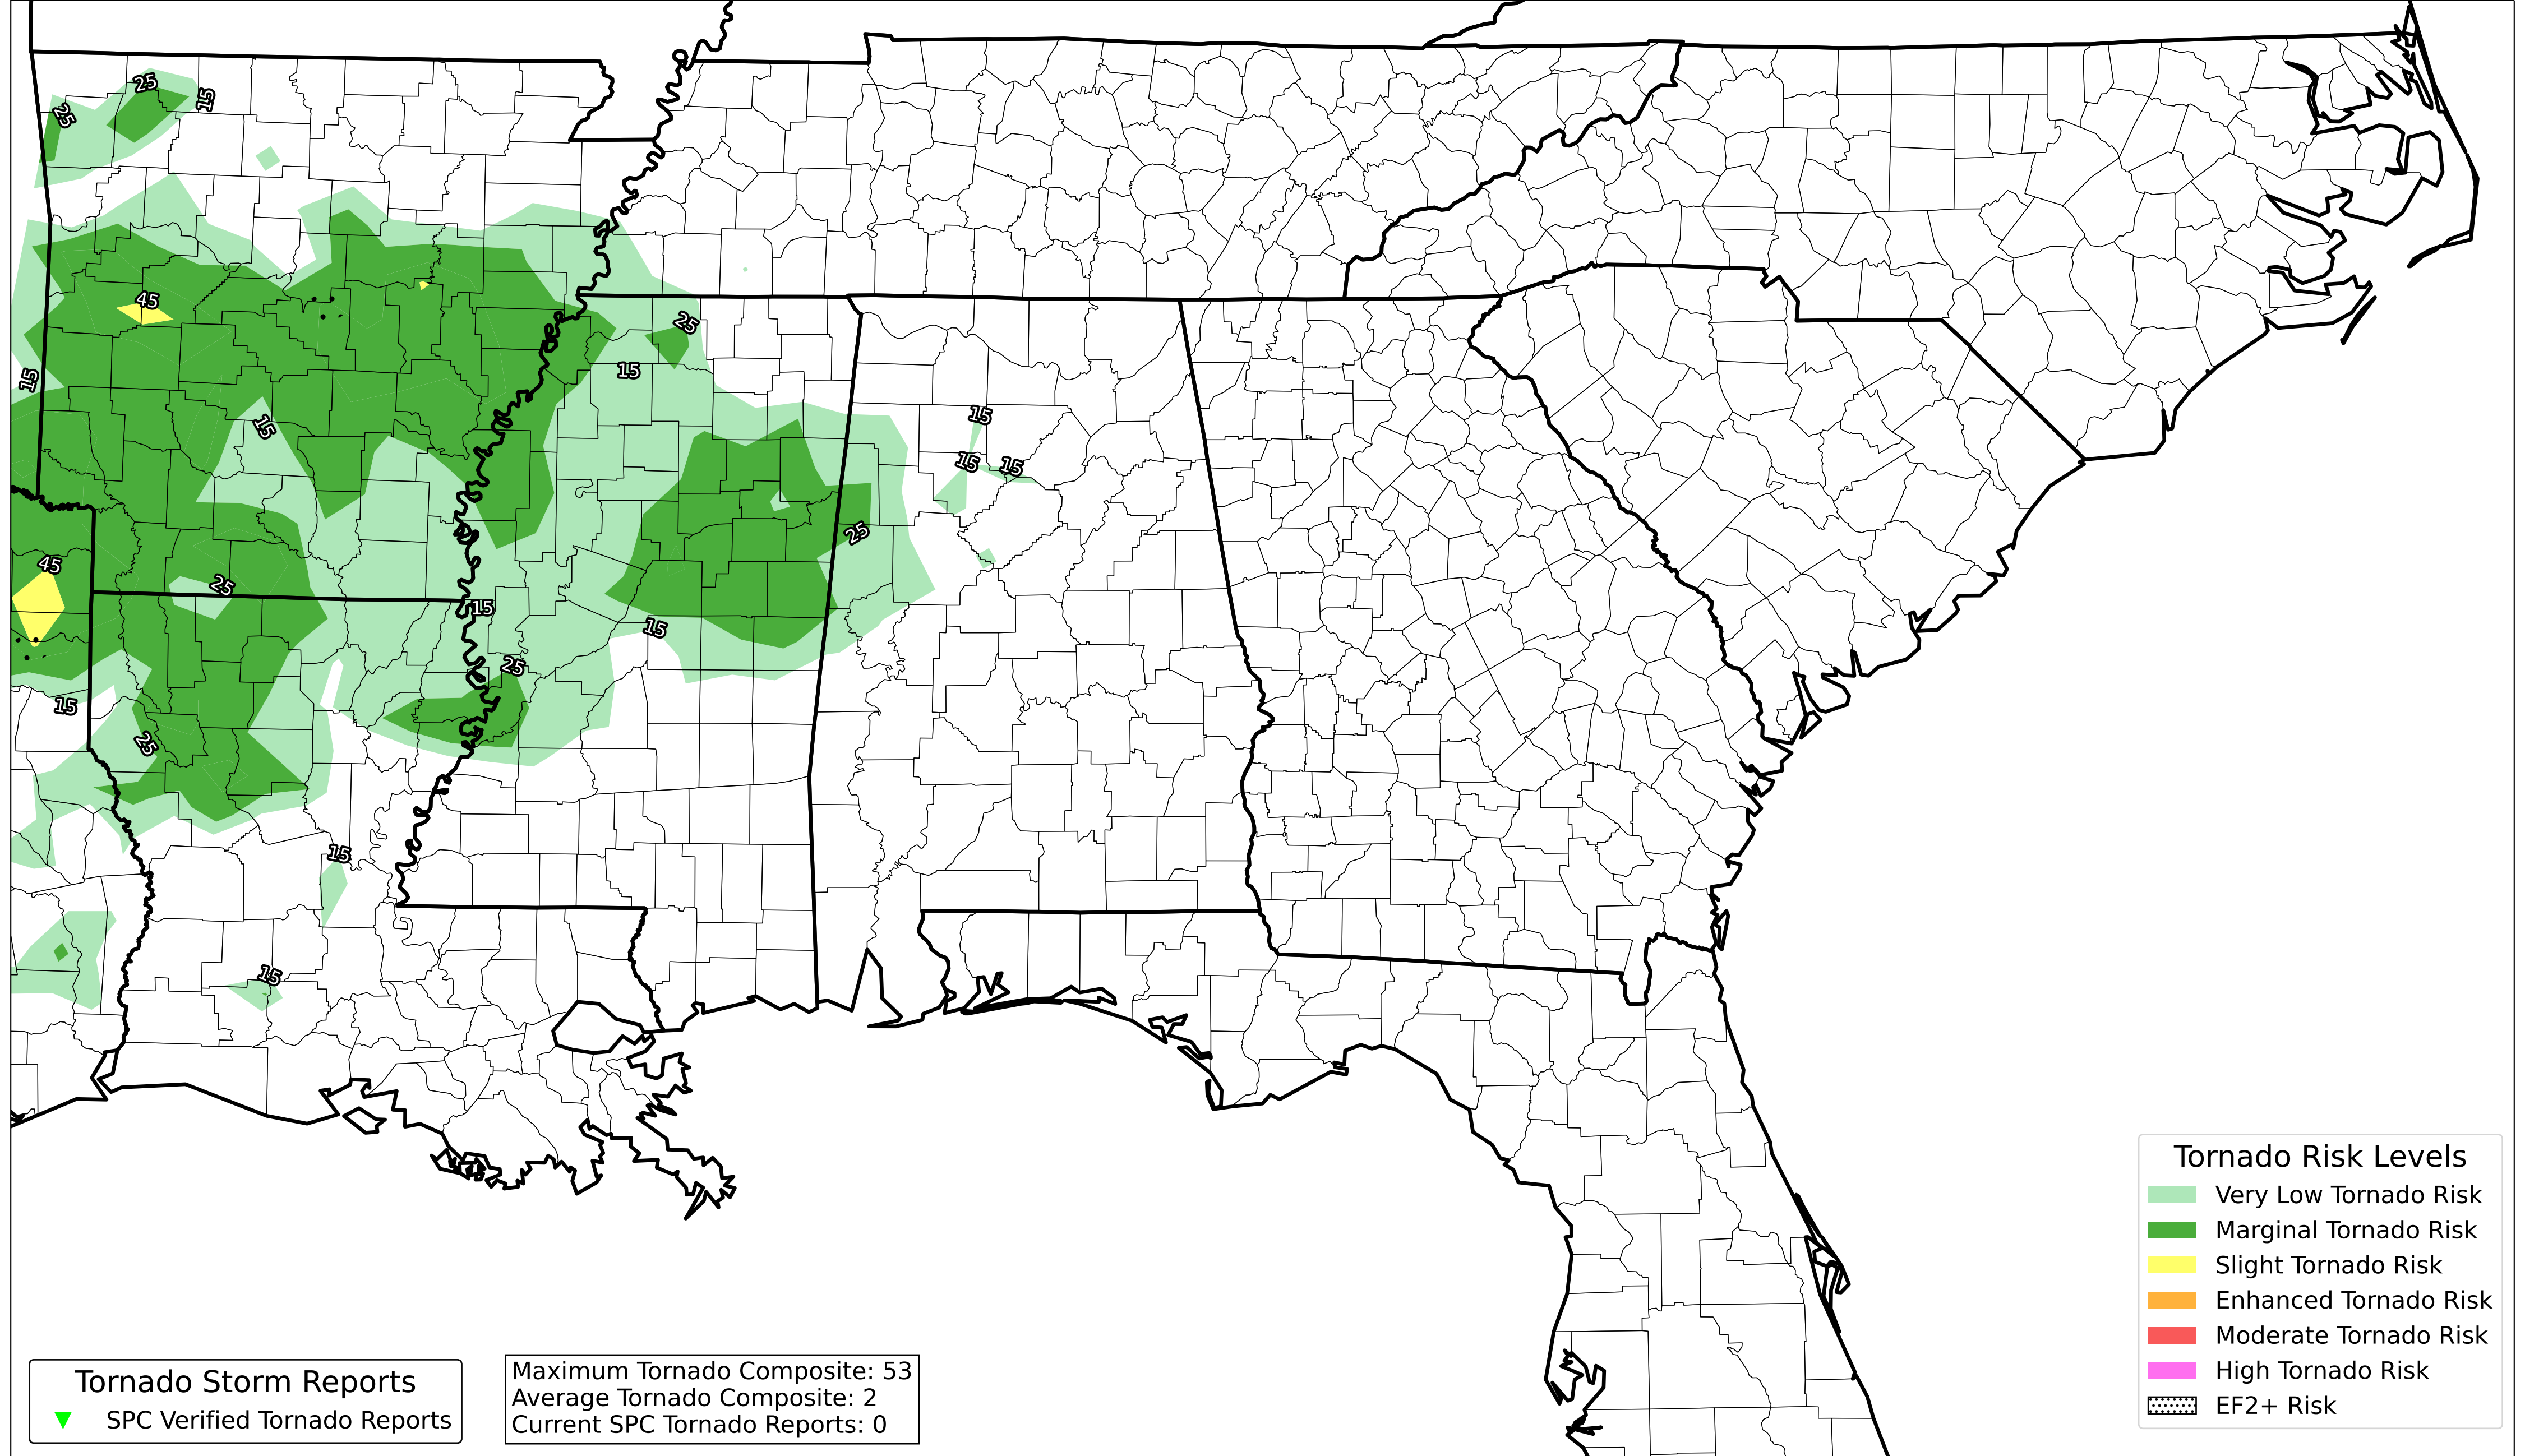 25
15
25
45
25
15
15
15
15
15
15
25
45
25
15
15
25
15
25
15
15
Tornado Risk Levels
Very Low Tornado Risk
Marginal Tornado Risk
Slight Tornado Risk
Enhanced Tornado Risk
Moderate Tornado Risk
High Tornado Risk
EF2+ Risk
Tornado Storm Reports
SPC Verified Tornado Reports
Maximum Tornado Composite: 53
Average Tornado Composite: 2
Current SPC Tornado Reports: 0